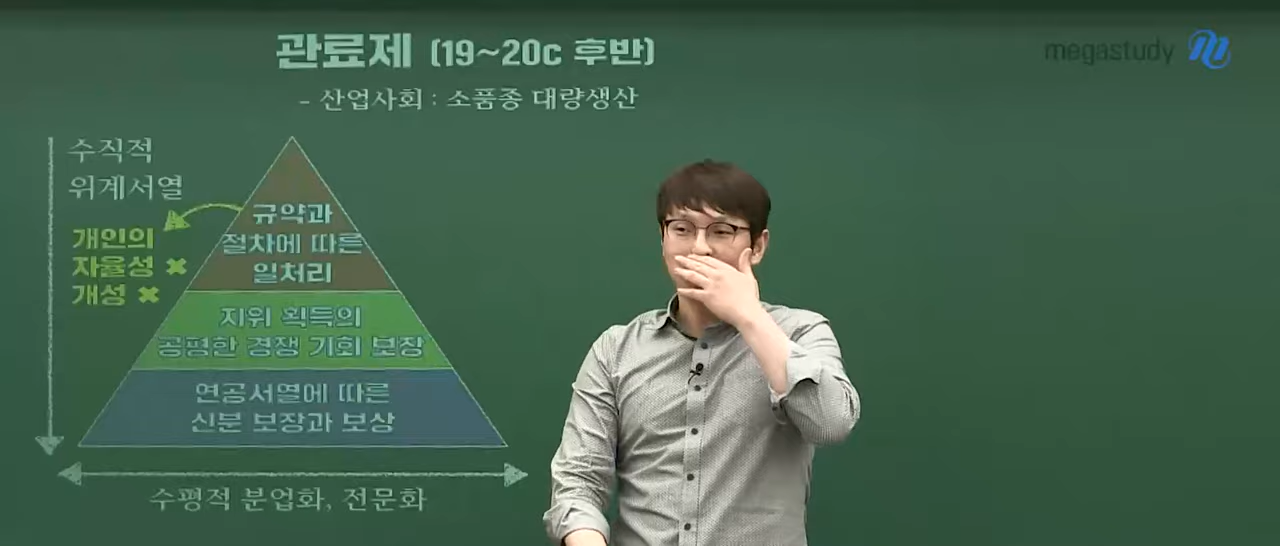 관료제 (19~20c 후반)
megastudy
- 산업사회 : 소품종 대량생산
수직적
위계서열
개인의
자율성 ✖
개성 ✖
규약과
절차에 따른
일처리
지위 획득의
공평한 경쟁 기회 보장
연공서열에 따른
신분 보장과 보상
수평적 분업화, 전문화